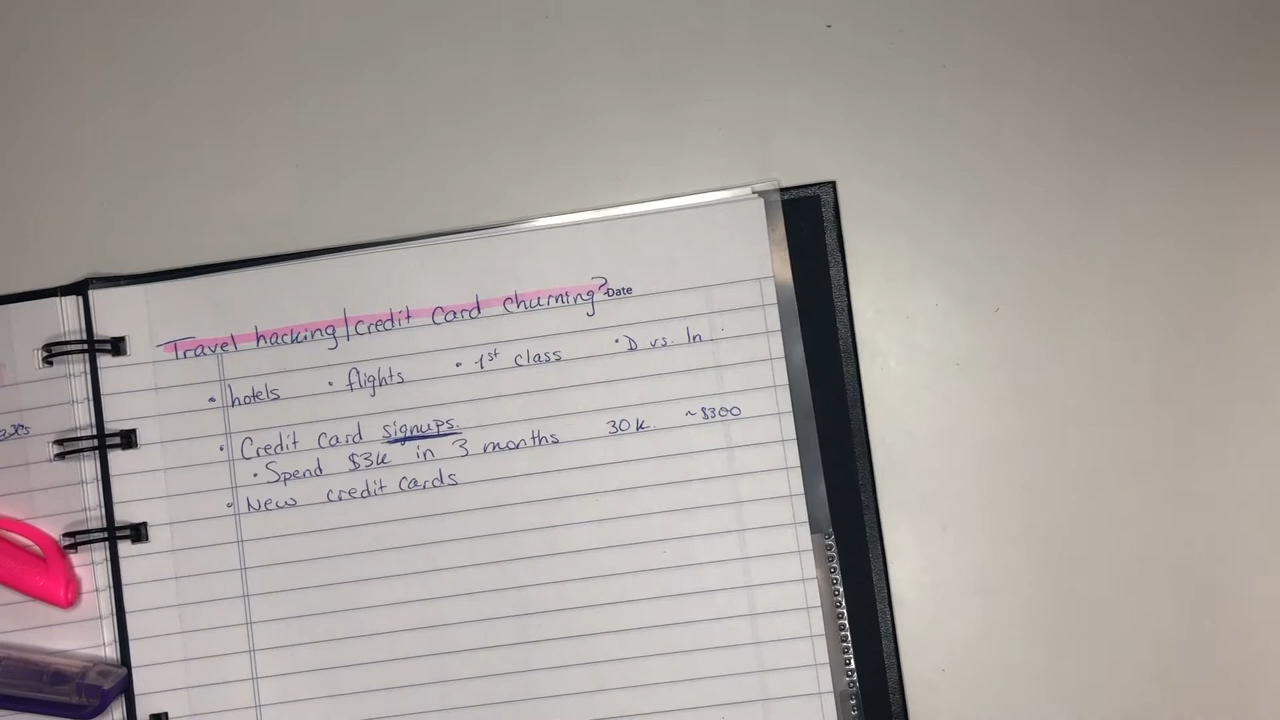 Travel hacking/Credit Card churning?
Date
• hotels • flights • 1st class • D vs. In.
• Credit Card signups.
• Spend $3k in 3 months 30k. ~$300
• New credit cards